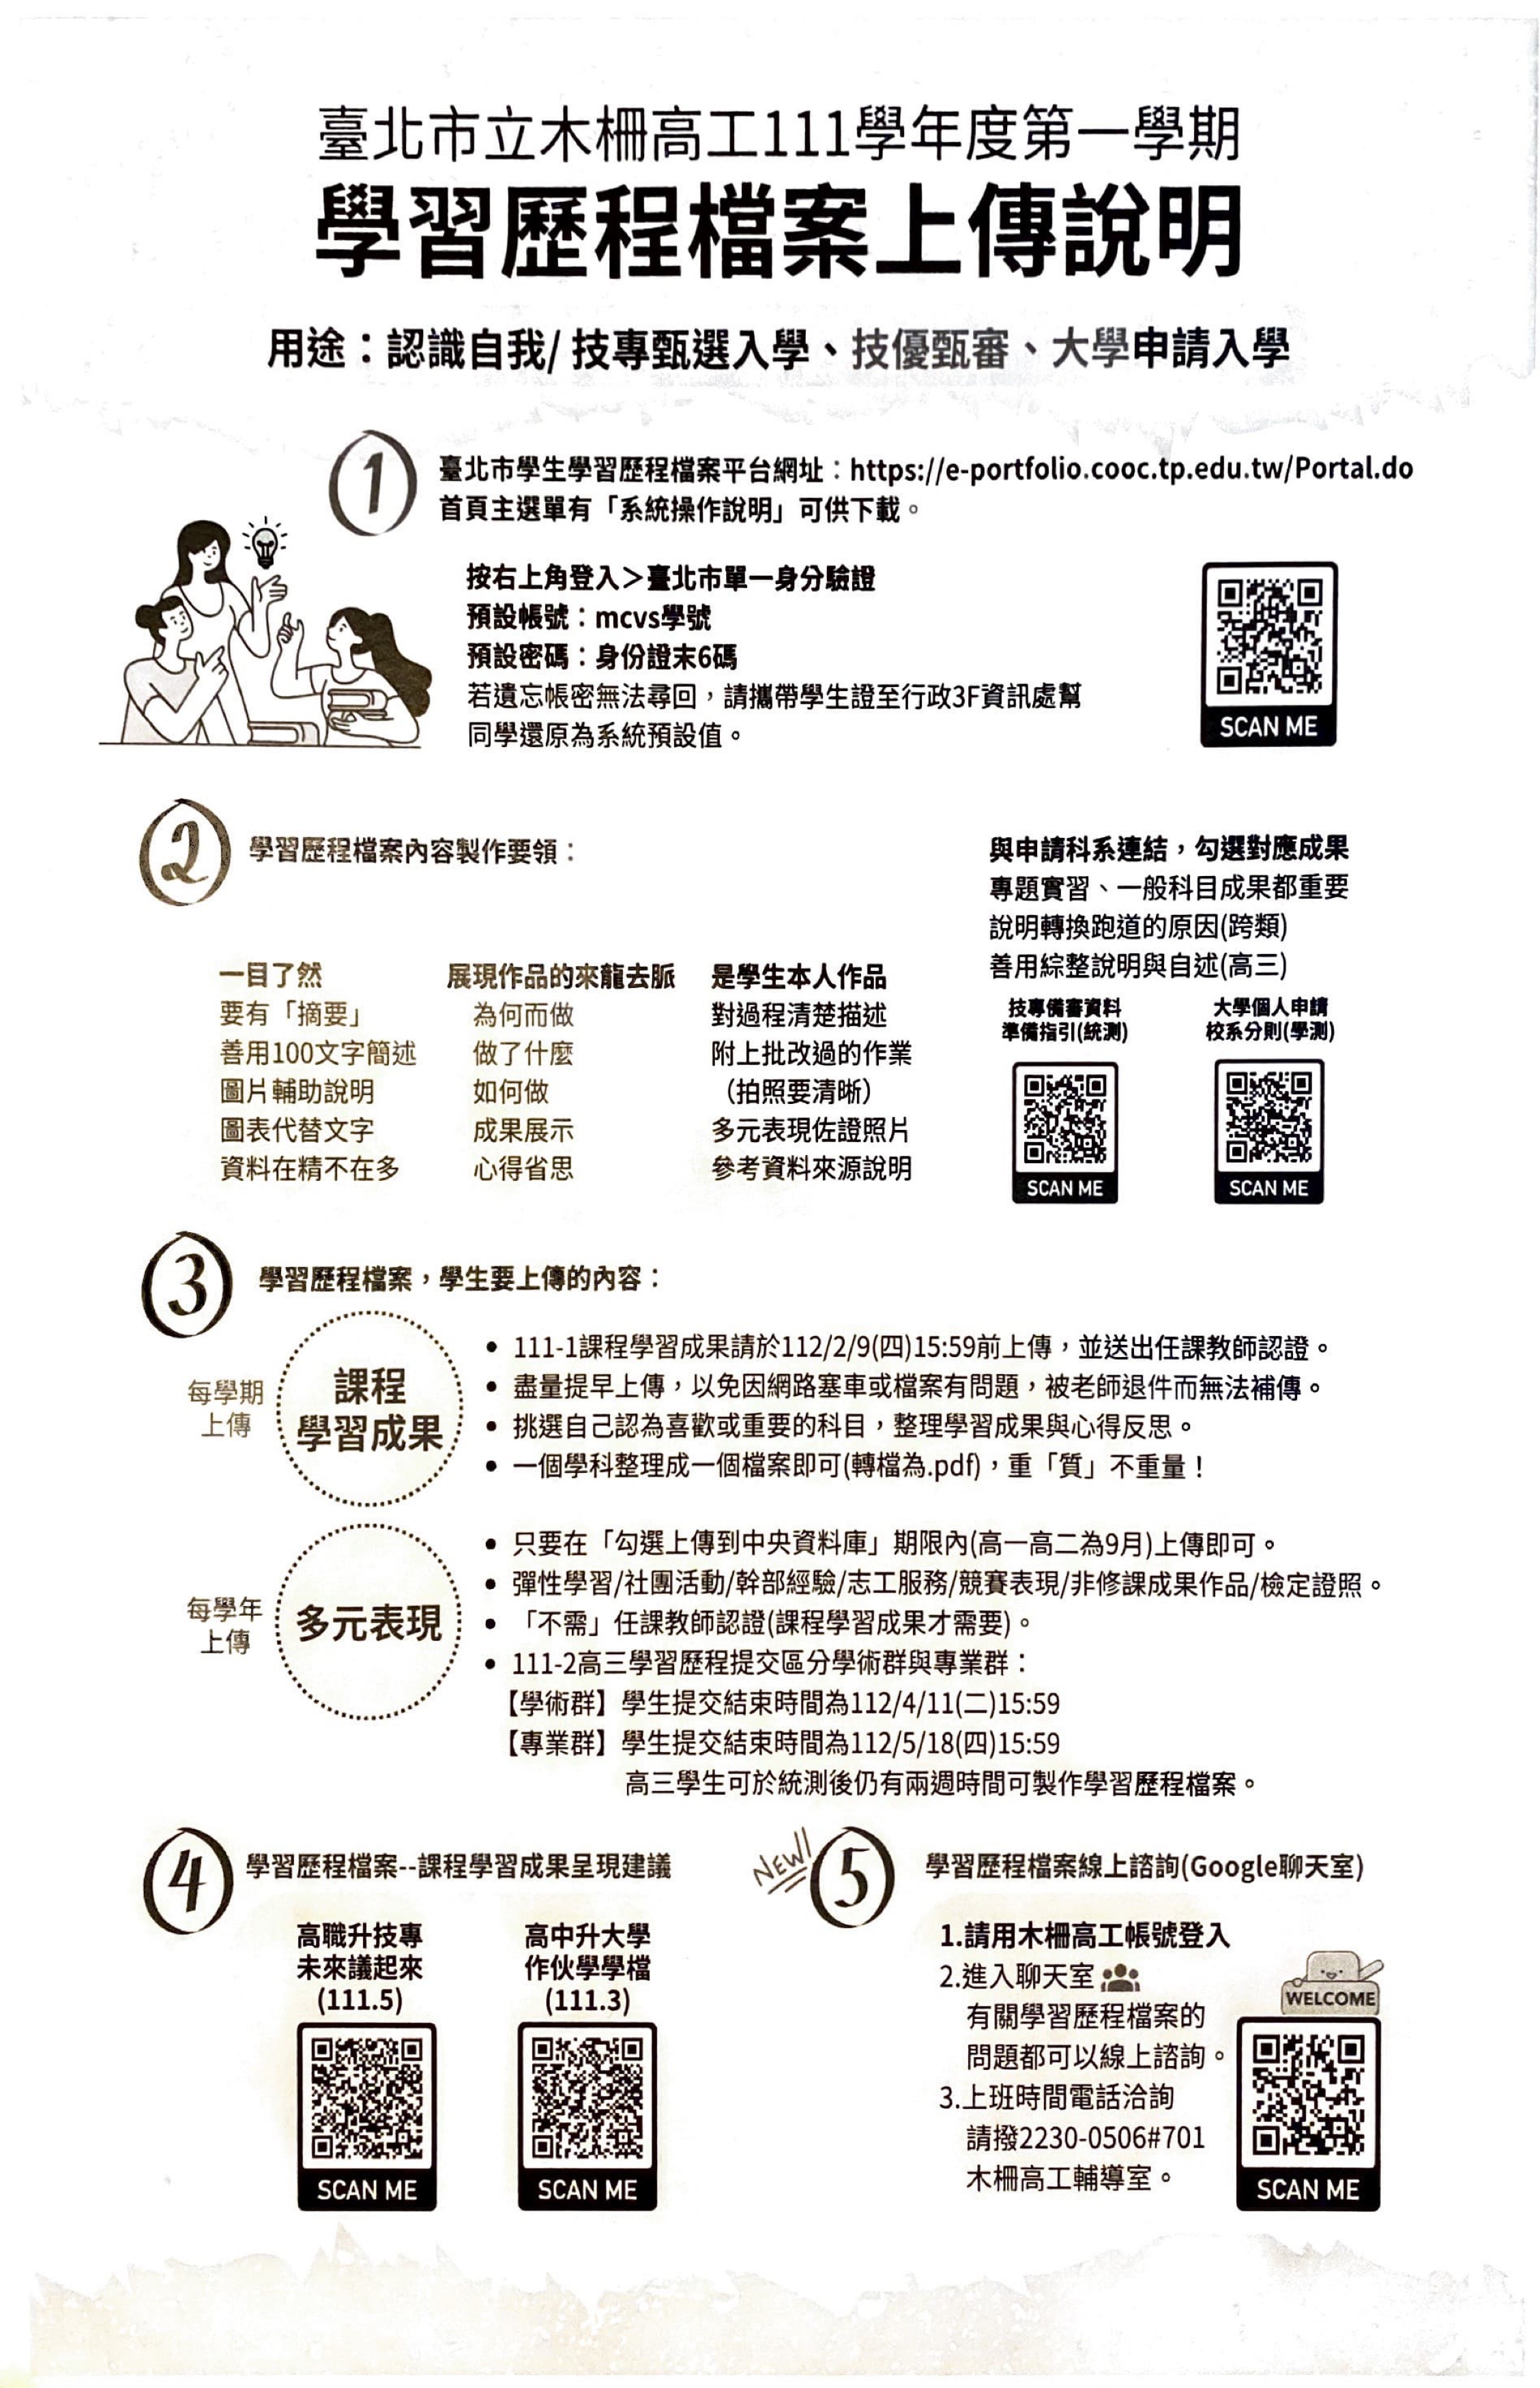 臺北市立木柵高工111學年度第一學期
學習歷程檔案上傳說明
用途：認識自我/ 技專甄選入學、技優甄審、大學申請入學
1
臺北市學生學習歷程檔案平台網址：https://e-portfolio.cooc.tp.edu.tw/Portal.do
首頁主選單有「系統操作說明」可供下載。
按右上角登入＞臺北市單一身分驗證
預設帳號：mcvs學號
預設密碼：身份證末6碼
若遺忘帳密無法尋回，請攜帶學生證至行政3F資訊處幫
同學還原為系統預設值。
SCAN ME
2
學習歷程檔案內容製作要領：
一目了然
要有「摘要」
善用100文字簡述
圖片輔助說明
圖表代替文字
資料在精不在多
展現作品的來龍去脈
為何而做
做了什麼
如何做
成果展示
心得省思
是學生本人作品
對過程清楚描述
附上批改過的作業
（拍照要清晰）
多元表現佐證照片
參考資料來源說明
與申請科系連結，勾選對應成果
專題實習、一般科目成果都重要
說明轉換跑道的原因(跨類)
善用綜整說明與自述(高三)
技專備審資料
準備指引(統測)
SCAN ME
大學個人申請
校系分則(學測)
SCAN ME
3
學習歷程檔案，學生要上傳的內容：
每學期
上傳
課程
學習成果
• 111-1課程學習成果請於112/2/9(四)15:59前上傳，並送出任課教師認證。
• 盡量提早上傳，以免因網路塞車或檔案有問題，被老師退件而無法補傳。
• 挑選自己認為喜歡或重要的科目，整理學習成果與心得反思。
• 一個學科整理成一個檔案即可(轉檔為.pdf)，重「質」不重量！
每學年
上傳
多元表現
• 只要在「勾選上傳到中央資料庫」期限內(高一高二為9月)上傳即可。
• 彈性學習/社團活動/幹部經驗/志工服務/競賽表現/非修課成果作品/檢定證照。
• 「不需」任課教師認證(課程學習成果才需要)。
• 111-2高三學習歷程提交區分學術群與專業群：
【學術群】學生提交結束時間為112/4/11(二)15:59
【專業群】學生提交結束時間為112/5/18(四)15:59
高三學生可於統測後仍有兩週時間可製作學習歷程檔案。
4
學習歷程檔案--課程學習成果呈現建議
高職升技專
未來議起來
(111.5)
SCAN ME
高中升大學
作伙學學檔
(111.3)
SCAN ME
NEW!
5
學習歷程檔案線上諮詢(Google聊天室)
1.請用木柵高工帳號登入
2.進入聊天室
有關學習歷程檔案的
問題都可以線上諮詢。
3.上班時間電話洽詢
請撥2230-0506#701
木柵高工輔導室。
WELCOME
SCAN ME